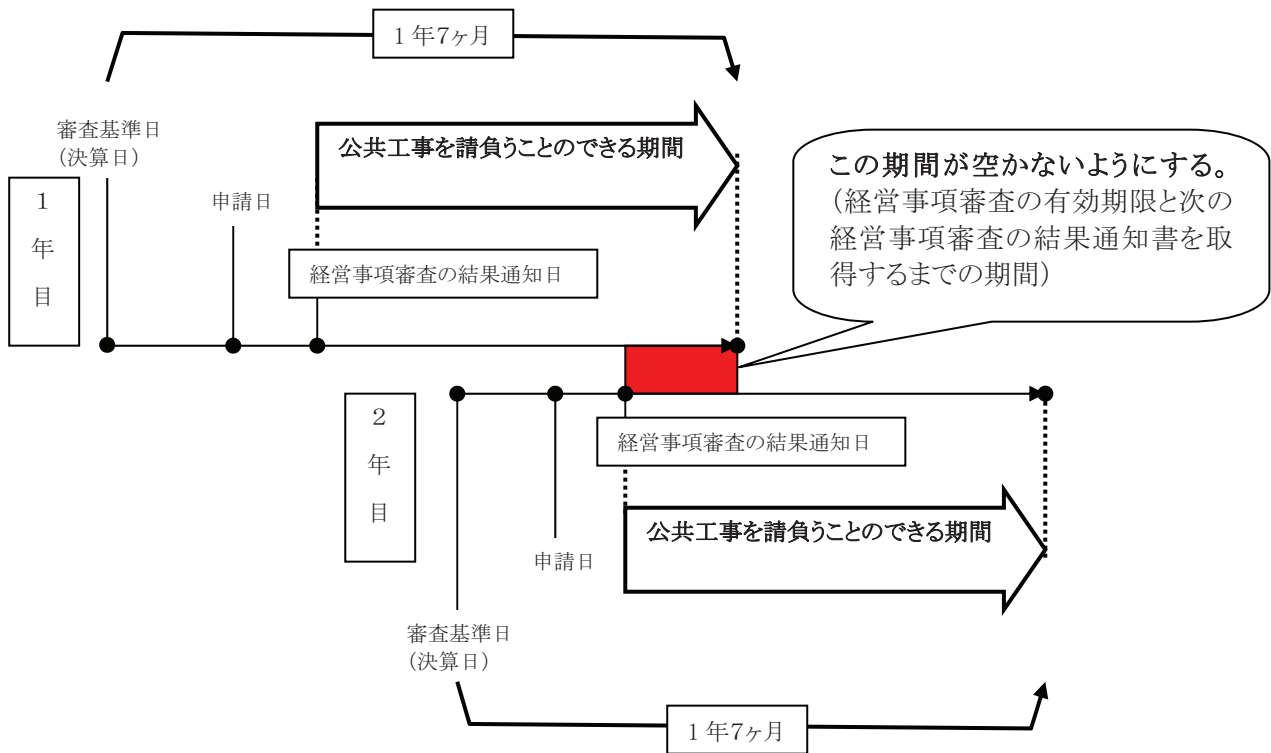 1年7ヶ月
審査基準日
(決算日)
公共工事を請負うことのできる期間
この期間が空かないようにする。
(経営事項審査の有効期限と次の
経営事項審査の結果通知書を取
得するまでの期間)
1
年
目
申請日
経営事項審査の結果通知日
2
年
目
経営事項審査の結果通知日
公共工事を請負うことのできる期間
申請日
審査基準日
(決算日)
1年7ヶ月